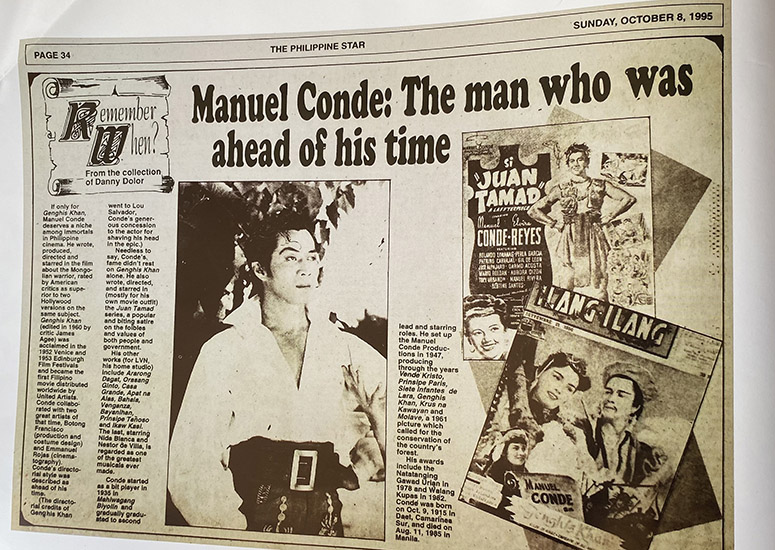 PAGE 34
THE PHILIPPINE STAR
SUNDAY, OCTOBER 8, 1995
Remember
When?
From the collection
of Danny Dolor
Manuel Conde: The man who was
ahead of his time
If only for
Genghis Khan,
Manuel Conde
deserves a niche
among immortals
in Philippine
cinema. He wrote,
produced,
directed and
starred in the film
about the Mongo-
lian warrior, rated
by American
critics as supe-
rior to two
Hollywood
versions on the
same subject.
Genghis Khan
(edited in 1960 by
critic James
Agee) was
acclaimed in the
1952 Venice and
1953 Edinburgh
Film Festivals
and became the
first Filipino
movie distributed
worldwide by
United Artists.
Conde collabo-
rated with two
great artists of
that time, Botong
Francisco
(production and
costume design)
and Emmanuel
Rojas (cinema-
tography).
Conde's directo-
rial style was
described as
ahead of his
time.
(The directo-
rial credits of
Genghis Khan
went to Lou
Salvador,
Conde's gener-
ous concession
to the actor for
shaving his head
in the epic.)
Needless to
say, Conde's
fame didn't rest
on Genghis Khan
alone. He also
wrote, directed,
and starred in
(mostly for his
own movie outfit)
the Juan Tamad
series, a popular
and biting satire
on the foibles
and values of
both people and
government.
His other
works (for LVN,
his home studio)
include Ararong
Dagat, Orasang
Ginto, Casa
Grande, Apat na
Alas, Bahala,
Venganza,
Bayanihan,
Prinsipe Teñoso
and Ikaw Kasi.
The last, starring
Nida Blanca and
Nestor de Villa, is
regarded as one
of the greatest
musicals ever
made.
Conde started
as a bit player in
1935 in
Mahiwagang
Biyolin and
gradually gradu-
ated to second
lead and starring
roles. He set up
the Manuel
Conde Produc-
tions in 1947,
producing
through the years
Vende Kristo,
Prinsipe Paris,
Siete Infantes de
Lara, Genghis
Khan, Krus na
Kawayan and
Molave, a 1961
picture which
called for the
conservation of
the country's
forest.
His awards
include the
Natatanging
Gawad Urian in
1978 and Walang
Kupas in 1982.
Conde was born
on Oct. 9, 1915 in
Daet, Camarines
Sur, and died on
Aug. 11, 1985 in
Manila.
Si
"JUAN
TAMAD"
Manuel Elvira
CONDE-REYES
ILANG-ILANG
MANUEL
CONDE
Genghis Khan